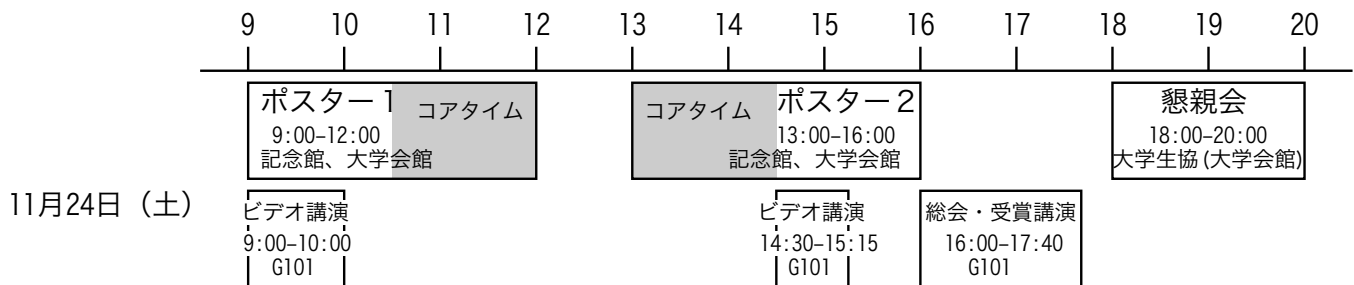 9 10 11 12 13 14 15 16 17 18 19 20
ポスター1 コアタイム
9:00–12:00
記念館、大学会館
コアタイム ポスター2
13:00–16:00
記念館、大学会館
懇親会
18:00–20:00
大学生協(大学会館)
11月24日(土)
ビデオ講演
9:00–10:00
G101
ビデオ講演
14:30–15:15
G101
総会・受賞講演
16:00–17:40
G101